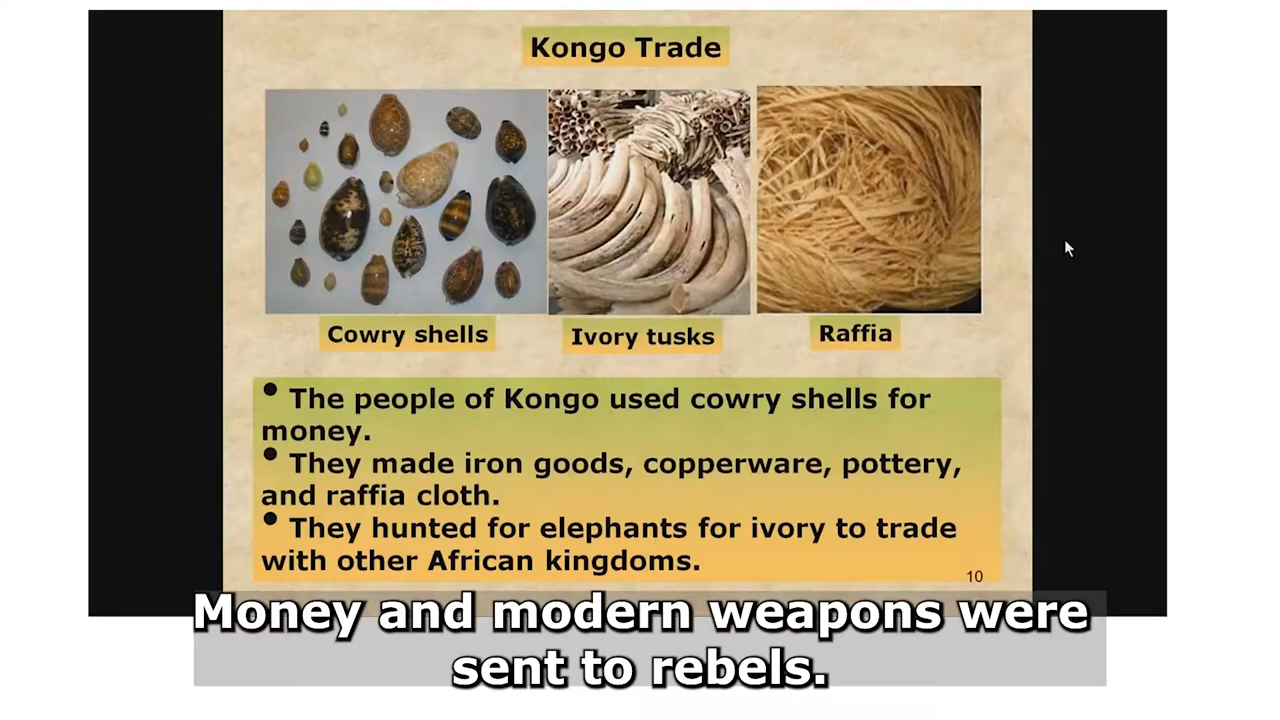 Kongo Trade
Cowry shells
Ivory tusks
Raffia
• The people of Kongo used cowry shells for
money.
• They made iron goods, copperware, pottery,
and raffia cloth.
• They hunted for elephants for ivory to trade
with other African kingdoms.
10
Money and modern weapons were
sent to rebels.